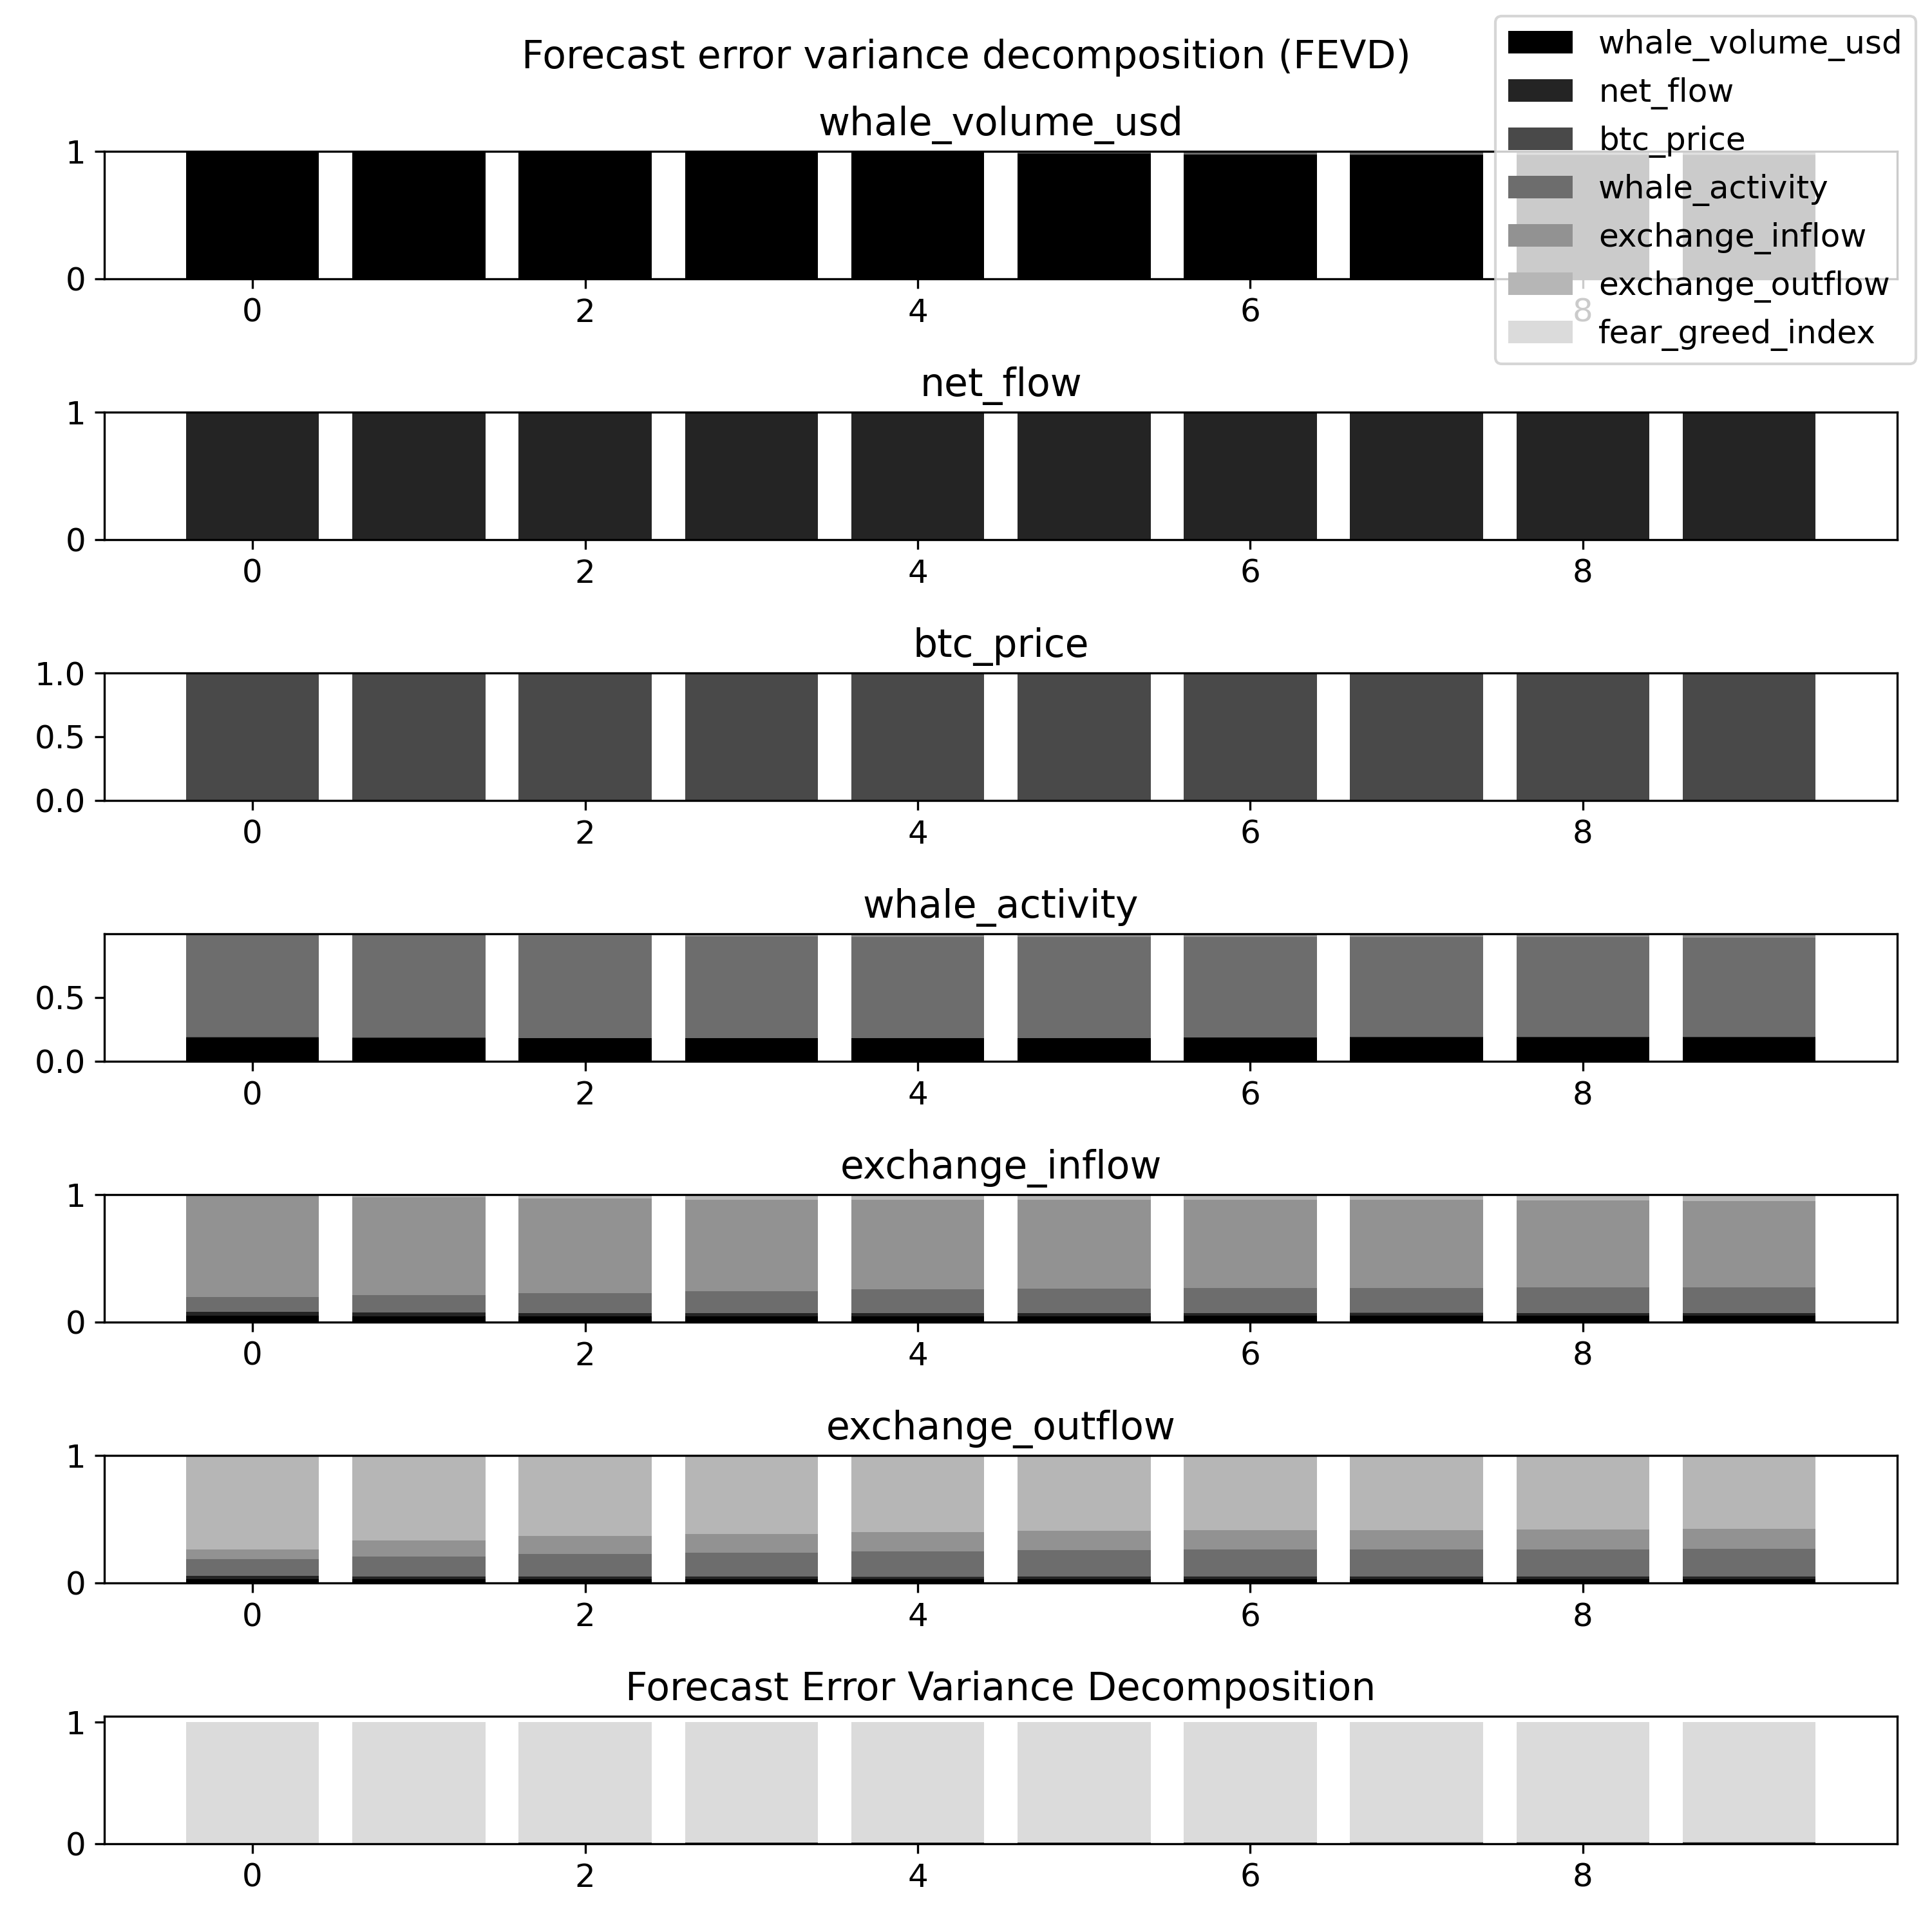 Forecast error variance decomposition (FEVD)
whale_volume_usd
net_flow
btc_price
whale_activity
exchange_inflow
exchange_outflow
fear_greed_index
whale_volume_usd
1
0
0 2 4 6 8
net_flow
1
0
0 2 4 6 8
btc_price
1.0
0.5
0.0
0 2 4 6 8
whale_activity
0.5
0.0
0 2 4 6 8
exchange_inflow
1
0
0 2 4 6 8
exchange_outflow
1
0
0 2 4 6 8
Forecast Error Variance Decomposition
1
0
0 2 4 6 8